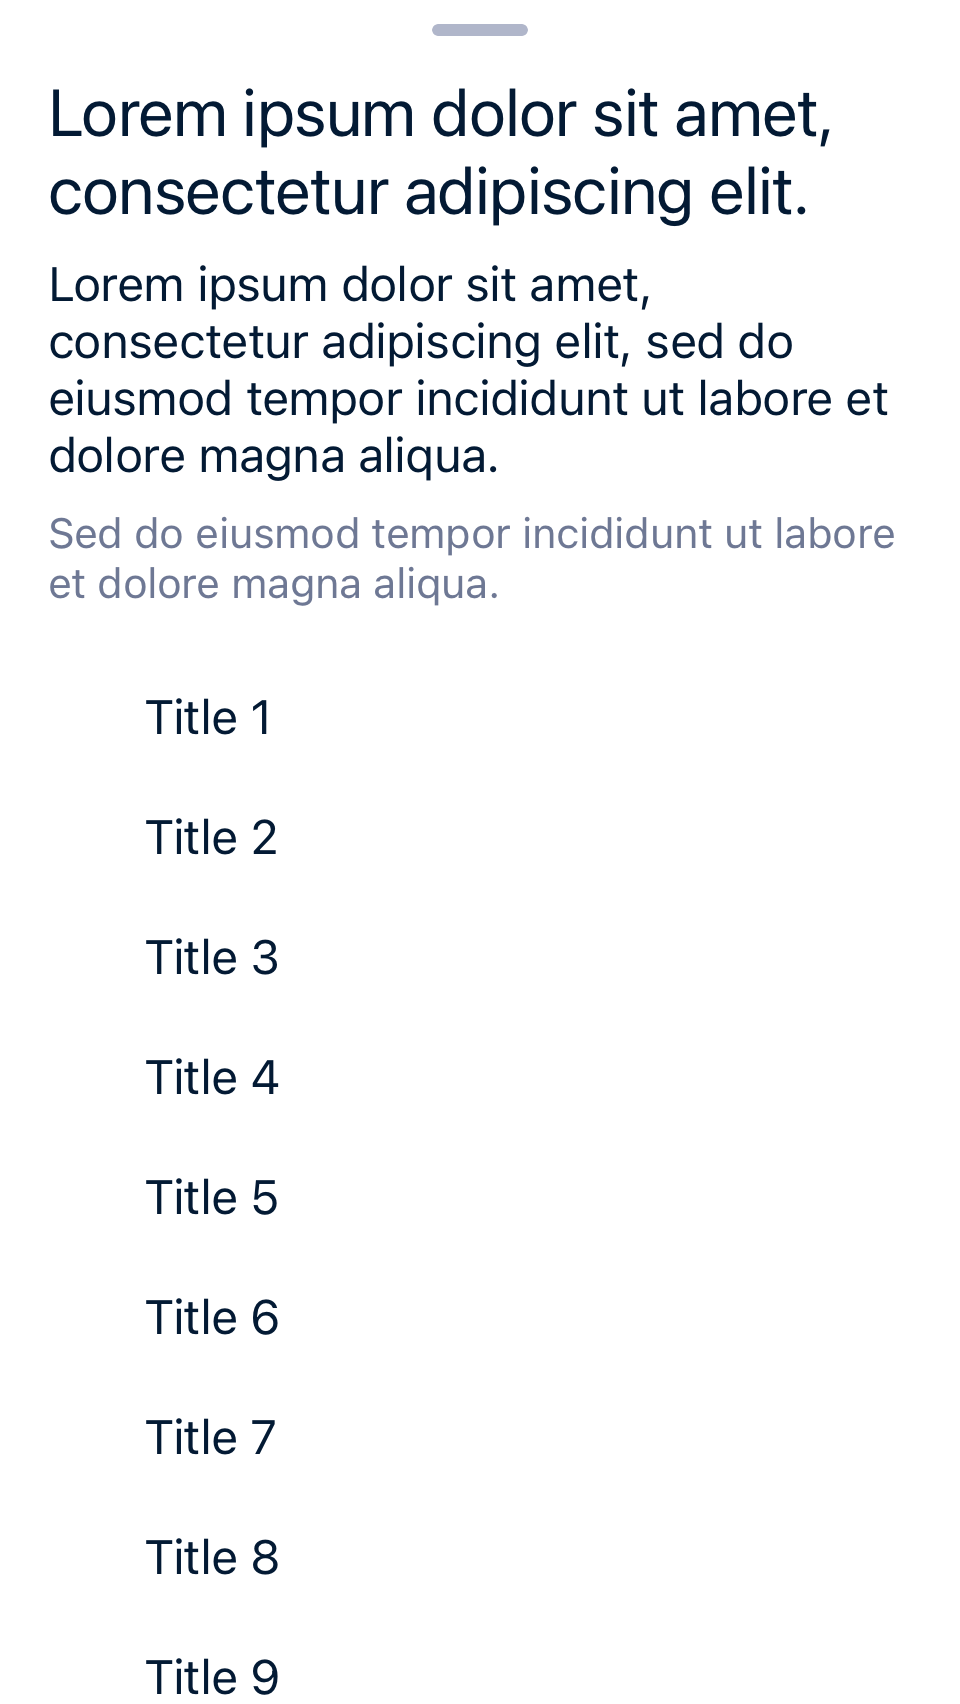 Lorem ipsum dolor sit amet,
consectetur adipiscing elit.
Lorem ipsum dolor sit amet,
consectetur adipiscing elit, sed do
eiusmod tempor incididunt ut labore et
dolore magna aliqua.
Sed do eiusmod tempor incididunt ut labore
et dolore magna aliqua.
Title 1
Title 2
Title 3
Title 4
Title 5
Title 6
Title 7
Title 8
Title 9